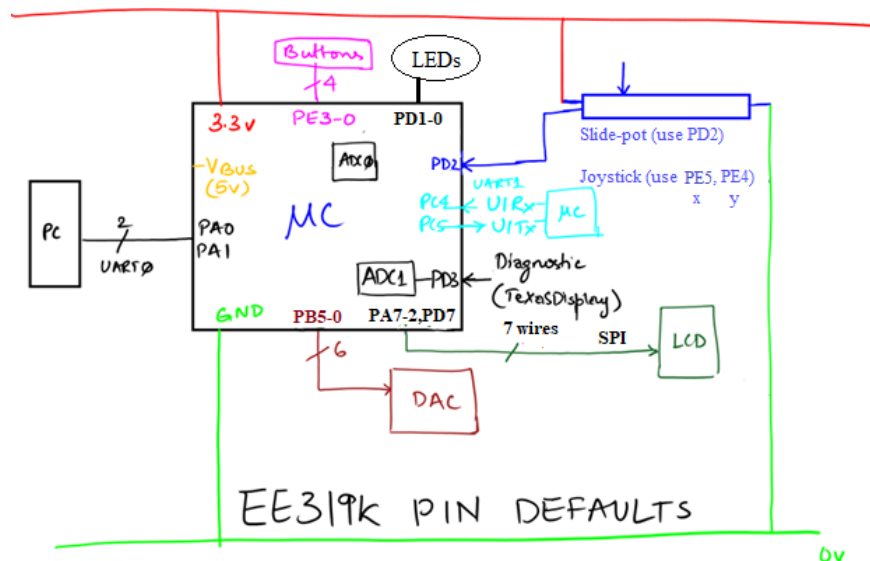 Buttons
4
LEDs
3.3V
PE3-0
PD1-0
Slide-pot (use PD2)
ADC0
PD2
VBUS
(5V)
Joystick (use PE5, PE4)
x y
UART1
PC4
U1Rx
PC5
U1Tx
μC
μC
PC
2
UART0
PA0
PA1
ADC1
PD3
Diagnostic
(TexasDisplay)
GND
PB5-0
PA7-2,PD7
7 wires
SPI
LCD
6
DAC
EE319K PIN DEFAULTS
0V